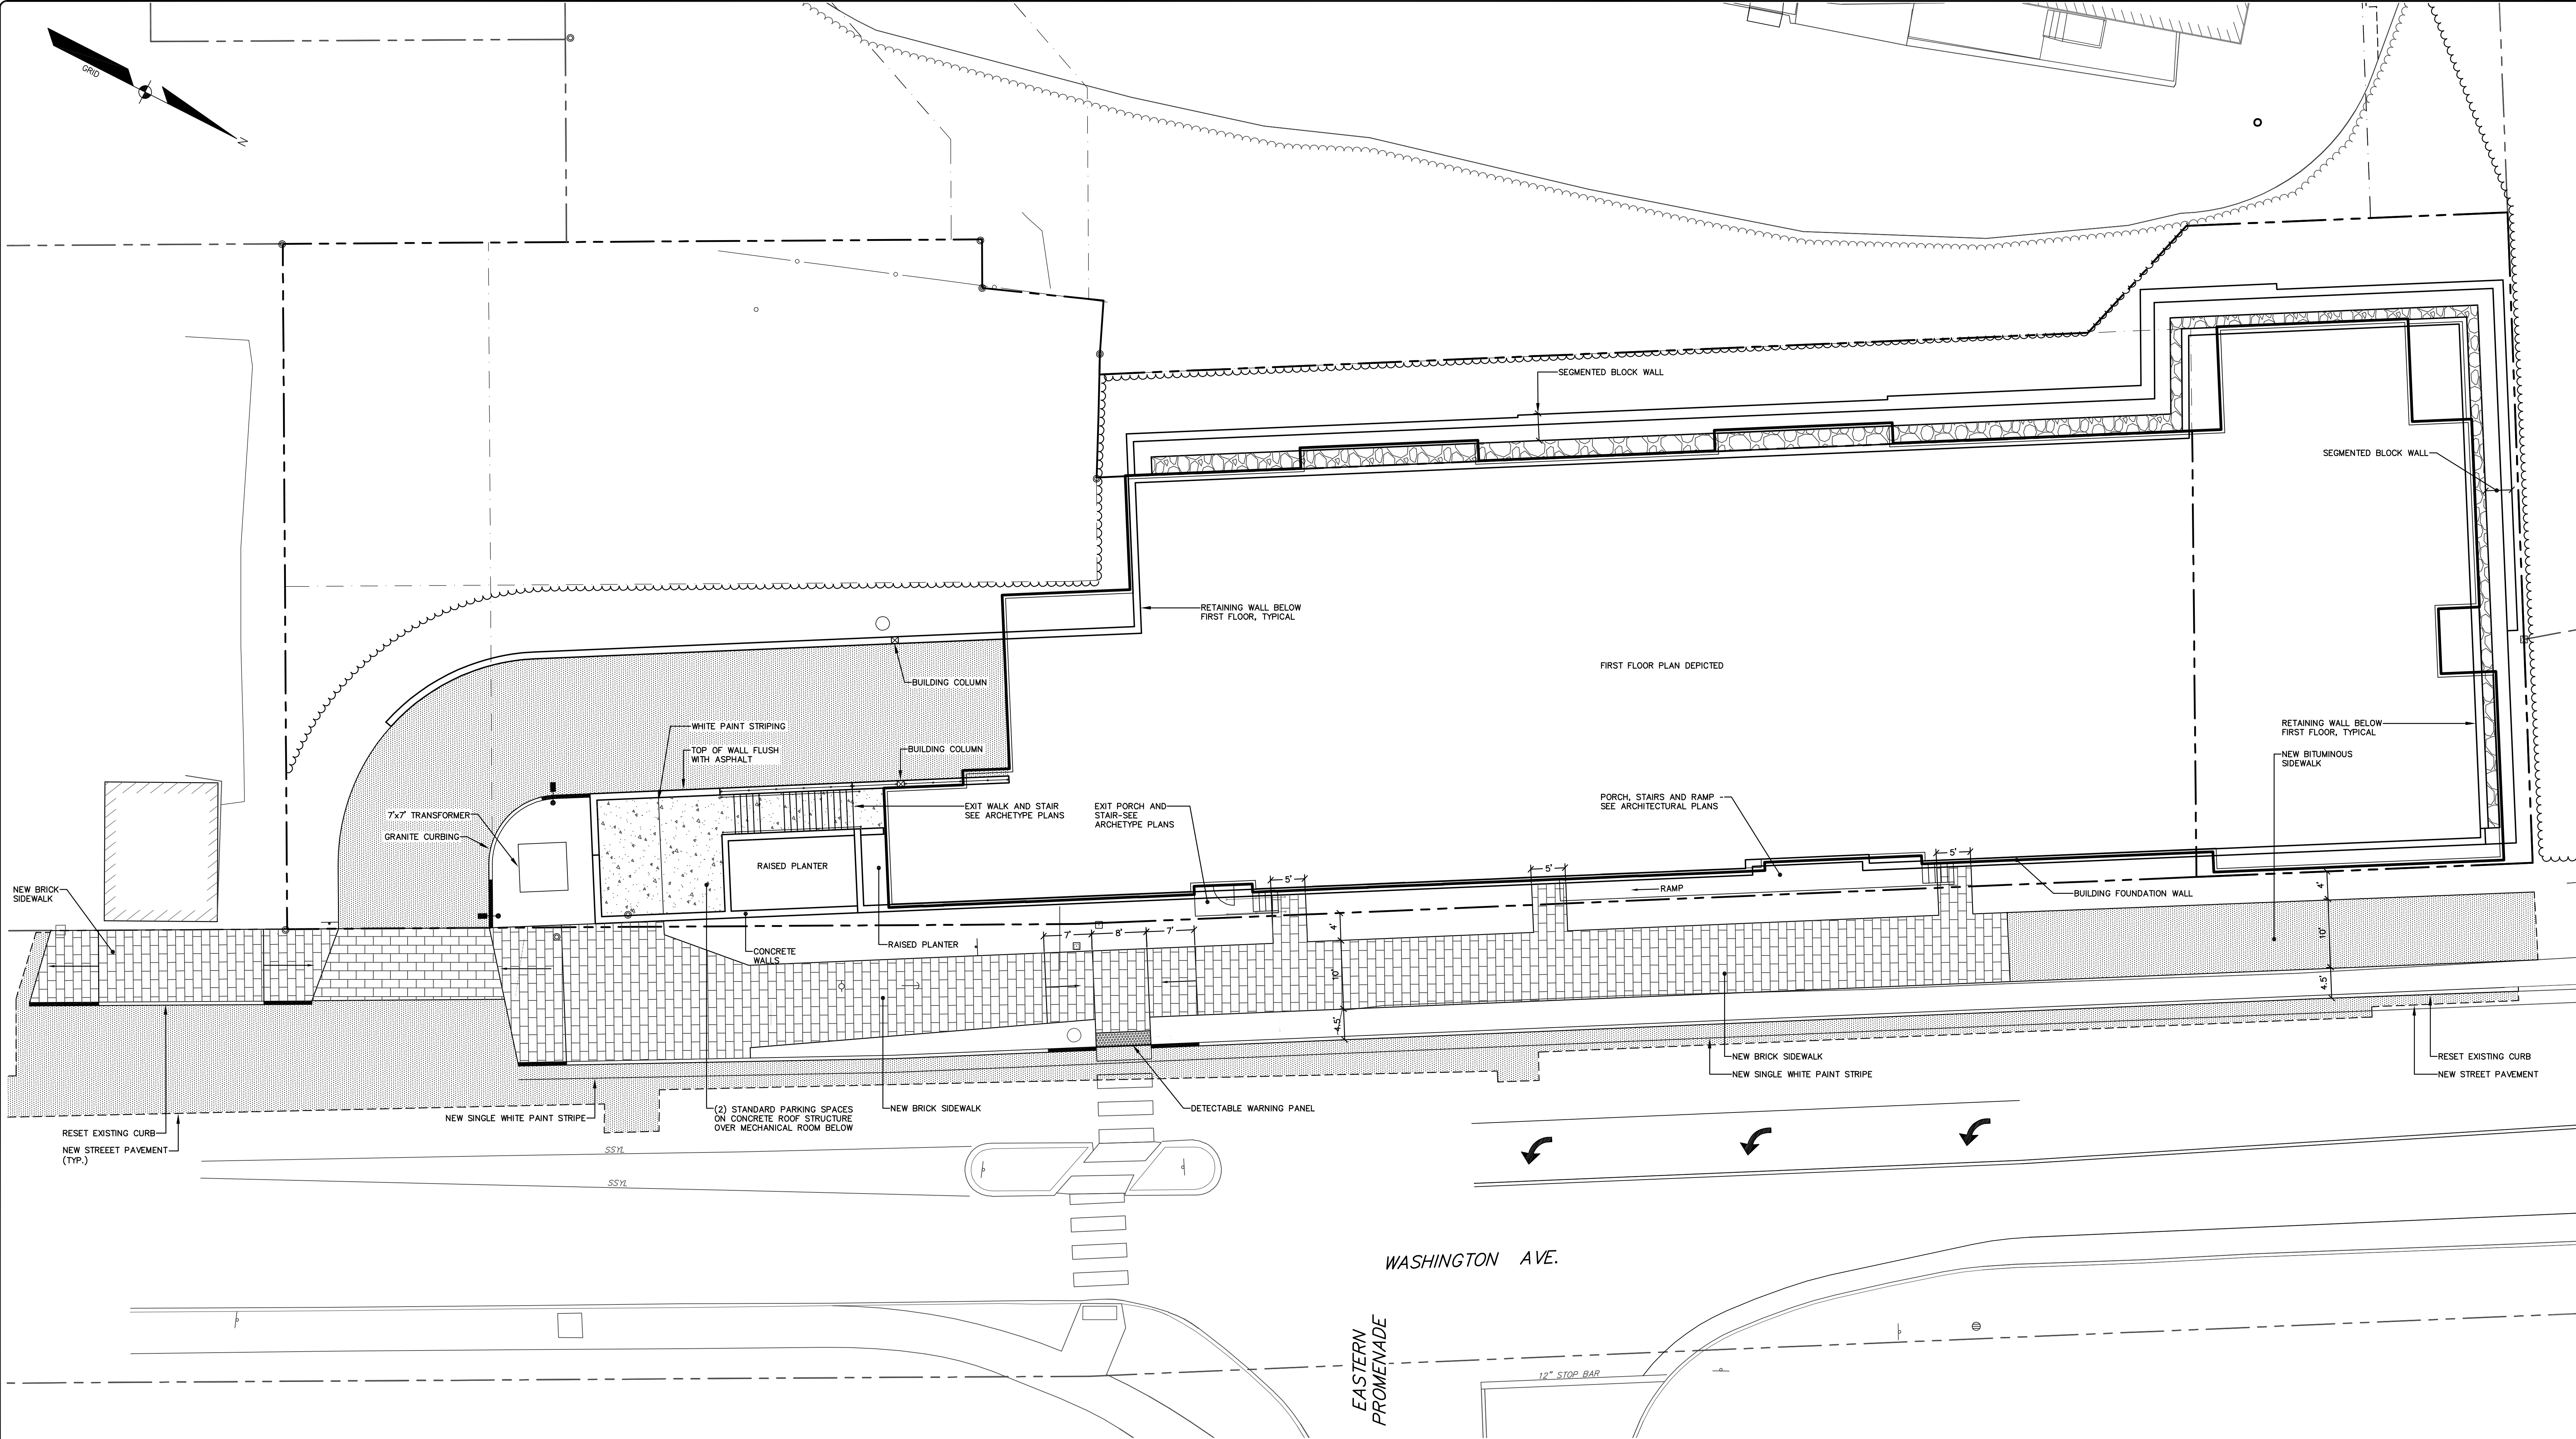 GRID
N
SEGMENTED BLOCK WALL
SEGMENTED BLOCK WALL
RETAINING WALL BELOW
FIRST FLOOR, TYPICAL
FIRST FLOOR PLAN DEPICTED
BUILDING COLUMN
WHITE PAINT STRIPING
TOP OF WALL FLUSH
WITH ASPHALT
BUILDING COLUMN
RETAINING WALL BELOW
FIRST FLOOR, TYPICAL
NEW BITUMINOUS
SIDEWALK
7'x7' TRANSFORMER
GRANITE CURBING
EXIT WALK AND STAIR
SEE ARCHETYPE PLANS
EXIT PORCH AND
STAIR-SEE
ARCHETYPE PLANS
PORCH, STAIRS AND RAMP -
SEE ARCHITECTURAL PLANS
RAISED PLANTER
NEW BRICK
SIDEWALK
5'
5'
5'
RAMP
BUILDING FOUNDATION WALL
4'
10'
4.5'
4'
10'
4.5'
7'
8'
7'
RAISED PLANTER
CONCRETE
WALLS
NEW BRICK SIDEWALK
NEW SINGLE WHITE PAINT STRIPE
RESET EXISTING CURB
NEW STREET PAVEMENT
NEW SINGLE WHITE PAINT STRIPE
(2) STANDARD PARKING SPACES
ON CONCRETE ROOF STRUCTURE
OVER MECHANICAL ROOM BELOW
NEW BRICK SIDEWALK
DETECTABLE WARNING PANEL
RESET EXISTING CURB
NEW STREEET PAVEMENT
(TYP.)
SSYL
SSYL
WASHINGTON AVE.
EASTERN
PROMENADE
12" STOP BAR